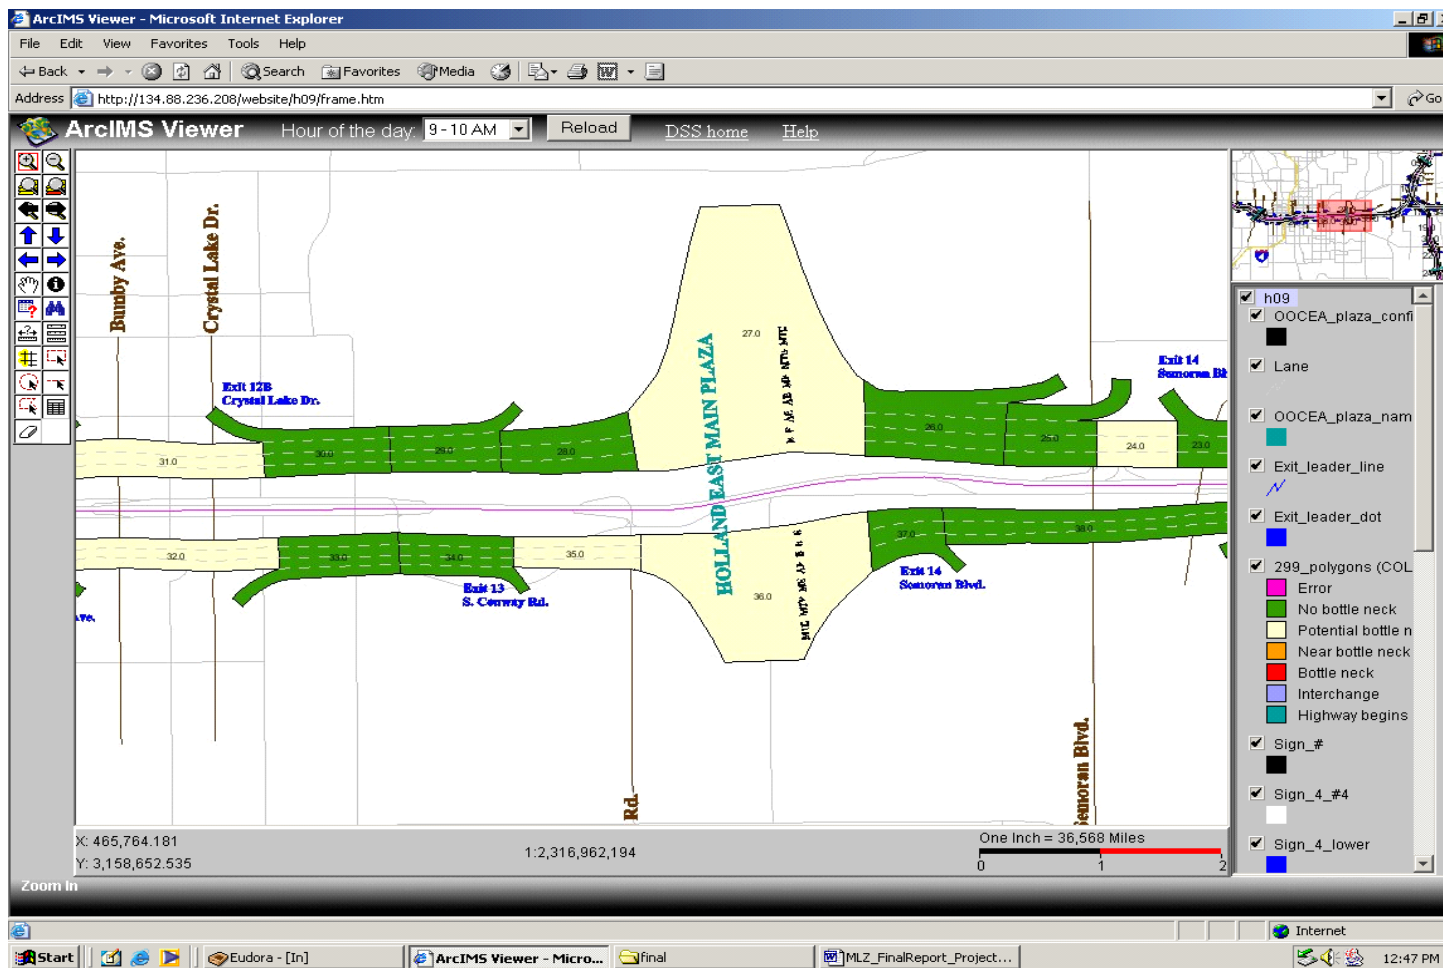 ArcIMS Viewer - Microsoft Internet Explorer
File Edit View Favorites Tools Help
Back Search Favorites Media
Address http://134.88.236.208/website/h09/frame.htm Go
ArcIMS Viewer Hour of the day: 9 - 10 AM Reload DSS home Help
Bumby Ave.
Crystal Lake Dr.
Exit 12B
Crystal Lake Dr.
HOLLAND EAST MAIN PLAZA
27.0
Exit 14
Semoran Bl
31.0
30.0
29.0
28.0
26.0
25.0
24.0
23.0
32.0
33.0
34.0
35.0
36.0
37.0
38.0
Exit 13
S. Conway Rd.
Exit 14
Semoran Blvd.
ve.
Rd.
Semoran Blvd.
h09
OOCEA_plaza_confi
Lane
OOCEA_plaza_nam
Exit_leader_line
Exit_leader_dot
299_polygons (COL
Error
No bottle neck
Potential bottle n
Near bottle neck
Bottle neck
Interchange
Highway begins
Sign_#
Sign_4_#4
Sign_4_lower
X: 465,764.181
Y: 3,158,652.535
1:2,316,962,194
One Inch = 36,568 Miles
0 1 2
Zoom In
Internet
Start Eudora - [In] ArcIMS Viewer - Micro... final MLZ_FinalReport_Project... 12:47 PM